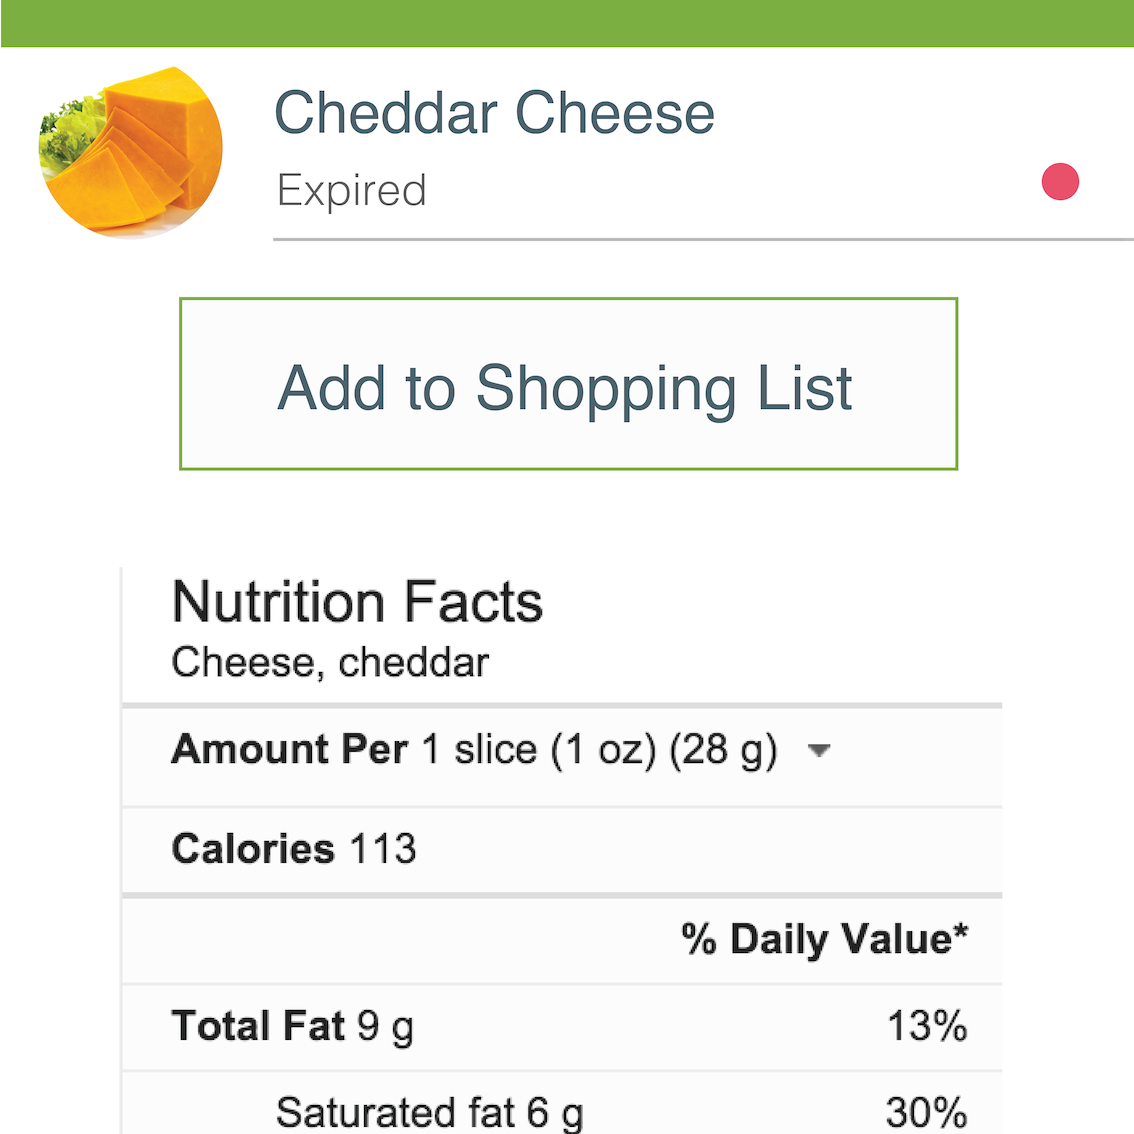 Cheddar Cheese
Expired
Add to Shopping List
Nutrition Facts
Cheese, cheddar
Amount Per 1 slice (1 oz) (28 g)
Calories 113
% Daily Value*
Total Fat 9 g 13%
Saturated fat 6 g 30%